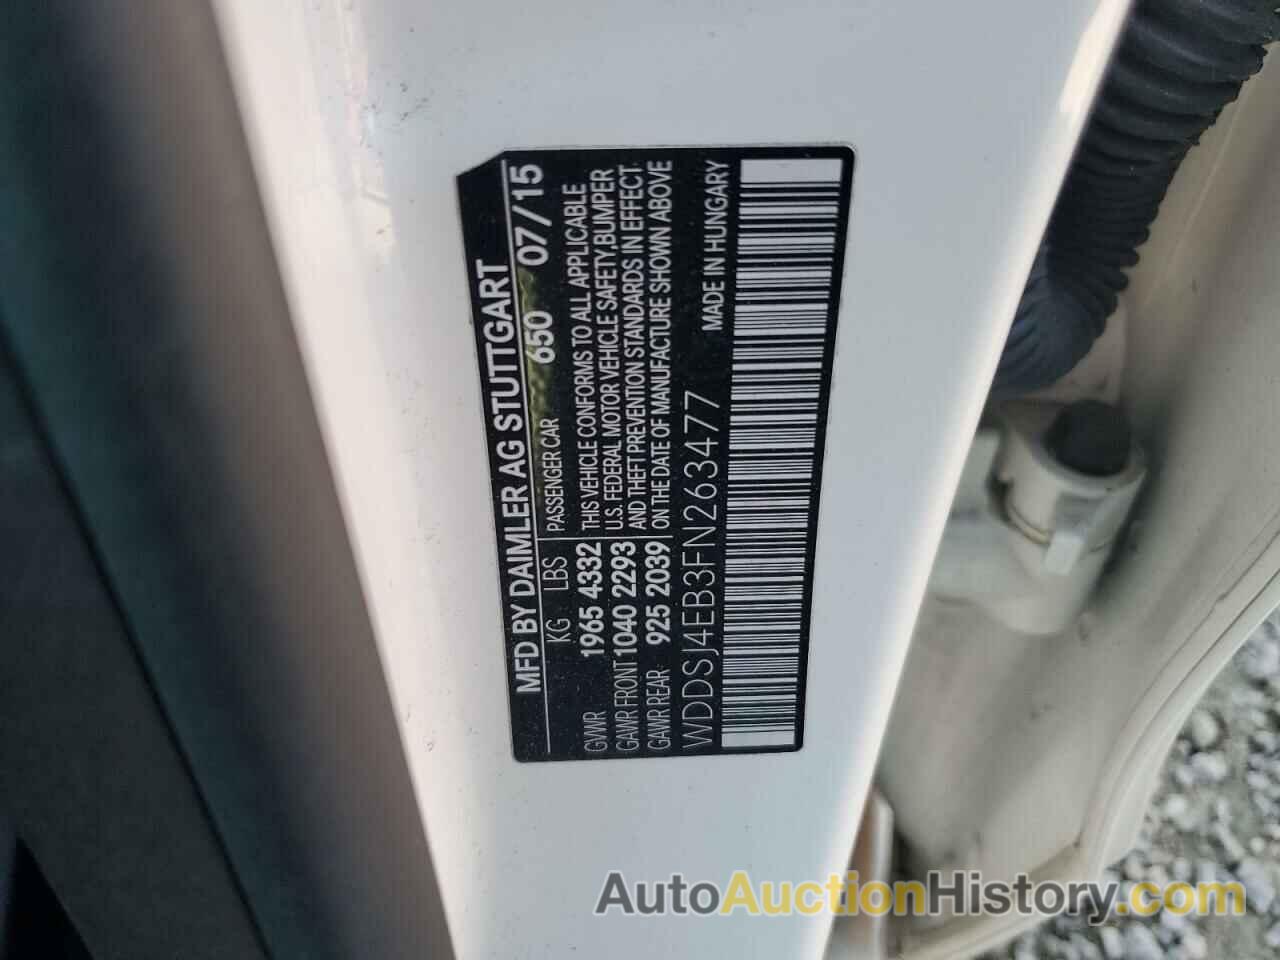 MFD BY DAIMLER AG STUTTGART
650 07/15
KG LBS PASSENGER CAR
GVWR 1965 4332 THIS VEHICLE CONFORMS TO ALL APPLICABLE
GAWR FRONT 1040 2293 U.S. FEDERAL MOTOR VEHICLE SAFETY,BUMPER
AND THEFT PREVENTION STANDARDS IN EFFECT
GAWR REAR 925 2039 ON THE DATE OF MANUFACTURE SHOWN ABOVE
WDDSJ4EB3FN263477 MADE IN HUNGARY
AutoAuctionHistory.com